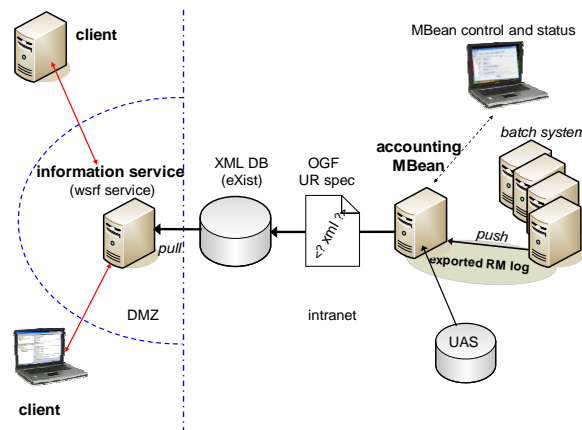 client
MBean control and status
information service
(wsrf service)
XML DB
(eXist)
OGF
UR spec
accounting
MBean
batch system
<? xml ?>
pull
push
exported RM log
DMZ
intranet
UAS
client